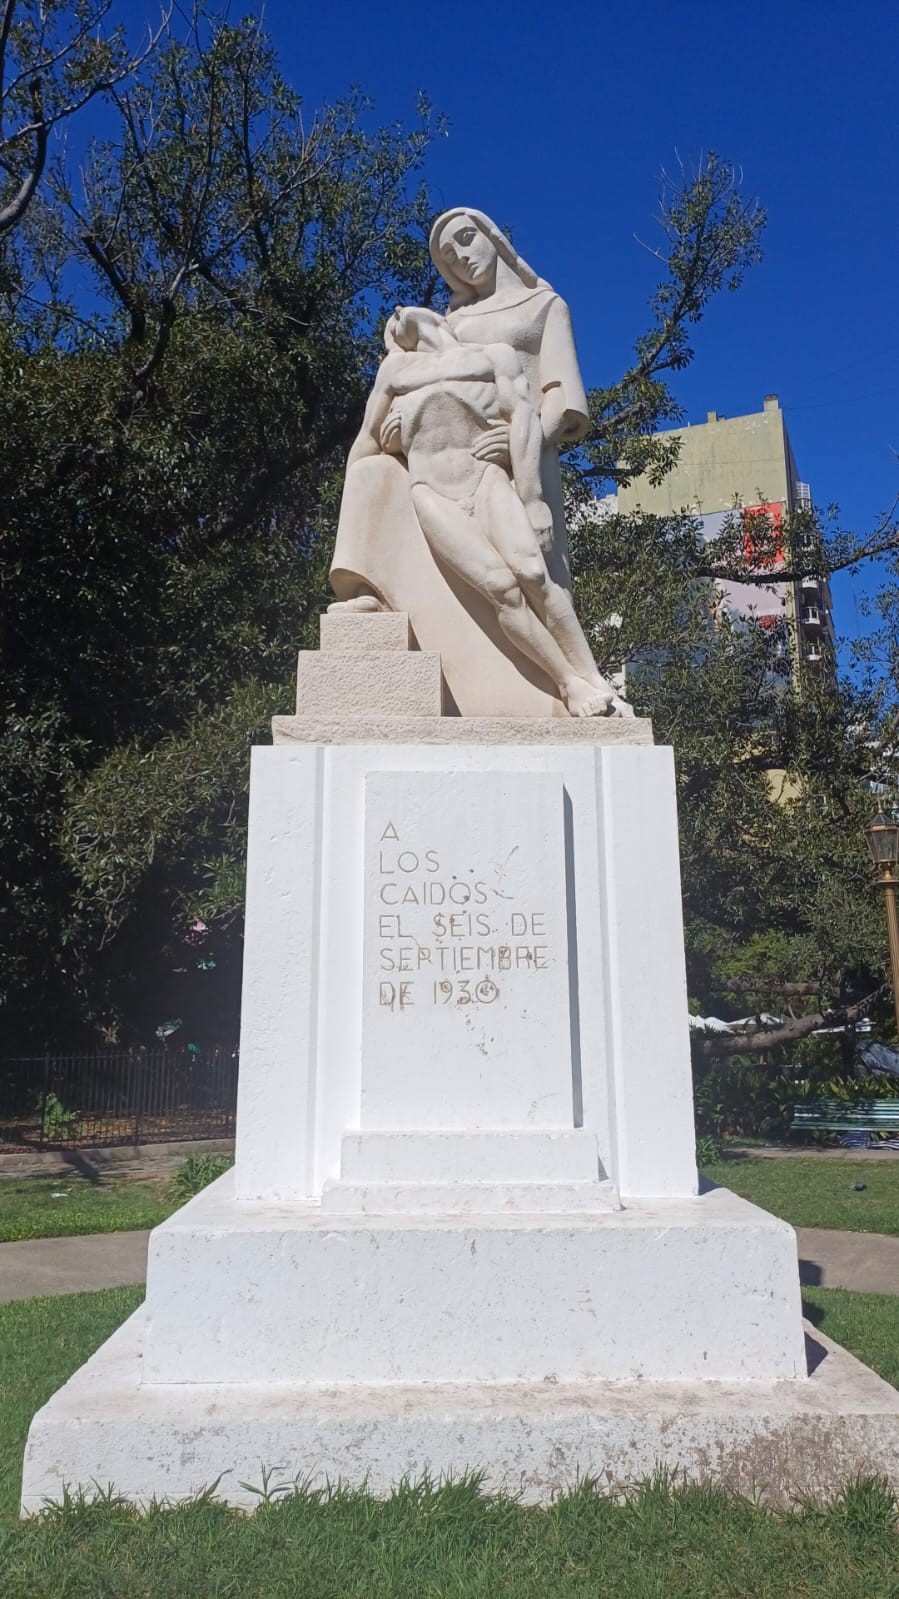 A
LOS
CAIDOS
EL SEIS DE
SEPTIEMBRE
DE 1930